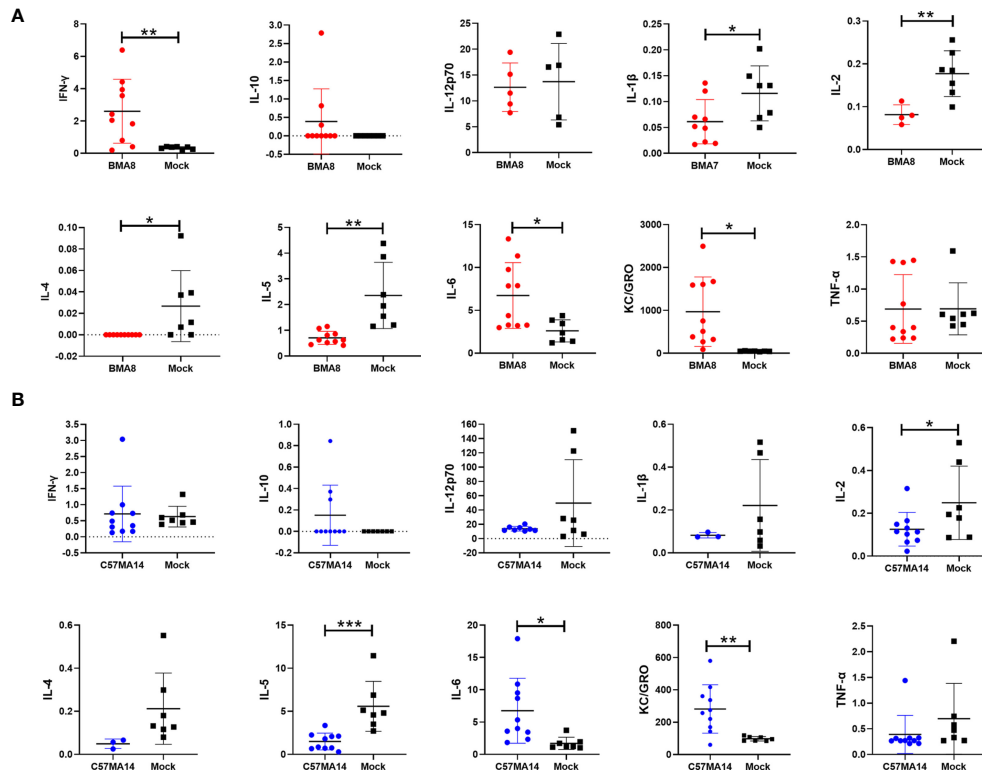 A
** IFN-γ 8 6 4 2 0 BMA8 Mock
IL-10 3.0 2.5 2.0 1.5 1.0 0.5 0.0 -0.5 BMA8 Mock
IL-12p70 25 20 15 10 5 0 BMA8 Mock
* IL-1β 0.25 0.20 0.15 0.10 0.05 0.00 BMA7 Mock
** IL-2 0.3 0.2 0.1 0.0 BMA8 Mock
* IL-4 0.10 0.08 0.06 0.04 0.02 0.00 -0.02 BMA8 Mock
** IL-5 5 4 3 2 1 0 BMA8 Mock
* IL-6 15 10 5 0 BMA8 Mock
* KC/GRO 3000 2000 1000 0 BMA8 Mock
TNF-α 2.0 1.5 1.0 0.5 0.0 BMA8 Mock
B
IFN-γ 3.5 3.0 2.5 2.0 1.5 1.0 0.5 0.0 -0.5 C57MA14 Mock
IL-10 1.0 0.8 0.6 0.4 0.2 0.0 -0.2 C57MA14 Mock
IL-12p70 160 140 120 100 80 60 40 20 0 -20 C57MA14 Mock
IL-1β 0.6 0.4 0.2 0.0 C57MA14 Mock
* IL-2 0.6 0.4 0.2 0.0 C57MA14 Mock
IL-4 0.6 0.4 0.2 0.0 C57MA14 Mock
*** IL-5 15 10 5 0 C57MA14 Mock
* IL-6 20 15 10 5 0 C57MA14 Mock
** KC/GRO 800 600 400 200 0 C57MA14 Mock
TNF-α 2.5 2.0 1.5 1.0 0.5 0.0 C57MA14 Mock